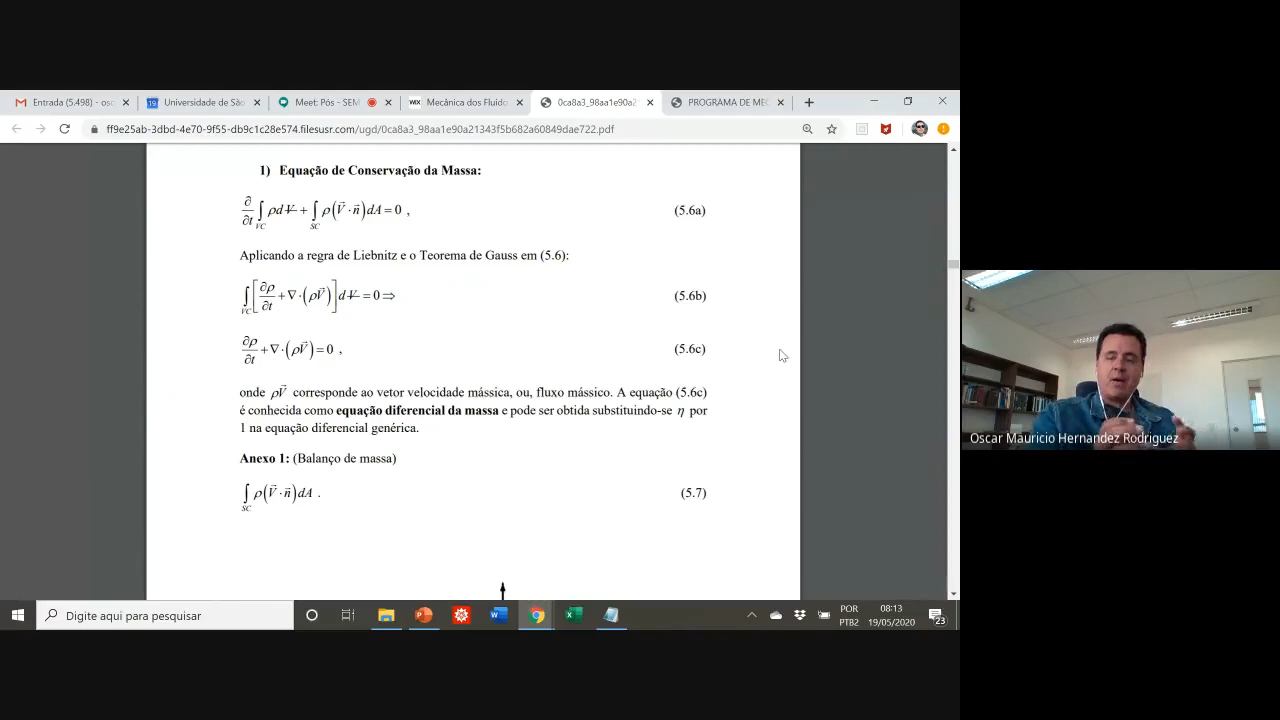 Entrada (5.498) - osc
Universidade de São
Meet: Pós - SEM
WIX
Mecânica dos Fluido
0ca8a3_98aa1e90a2
PROGRAMA DE MEC
ff9e25ab-3dbd-4e70-9f55-db9c1c28e574.filesusr.com/ugd/0ca8a3_98aa1e90a21343f5b682a60849dae722.pdf
1) Equação de Conservação da Massa:
∂/∂t ∫VC ρdV + ∫SC ρ(V⃗·n⃗)dA = 0 , (5.6a)
Aplicando a regra de Liebnitz e o Teorema de Gauss em (5.6):
∫VC [∂ρ/∂t + ∇·(ρV⃗)] dV = 0 ⇒ (5.6b)
∂ρ/∂t + ∇·(ρV⃗) = 0 , (5.6c)
onde ρV⃗ corresponde ao vetor velocidade mássica, ou, fluxo mássico. A equação (5.6c)
é conhecida como equação diferencial da massa e pode ser obtida substituindo-se η por
1 na equação diferencial genérica.
Anexo 1: (Balanço de massa)
∫SC ρ(V⃗·n⃗)dA . (5.7)
Oscar Mauricio Hernandez Rodriguez
Digite aqui para pesquisar
POR
PTB2
08:13
19/05/2020
23